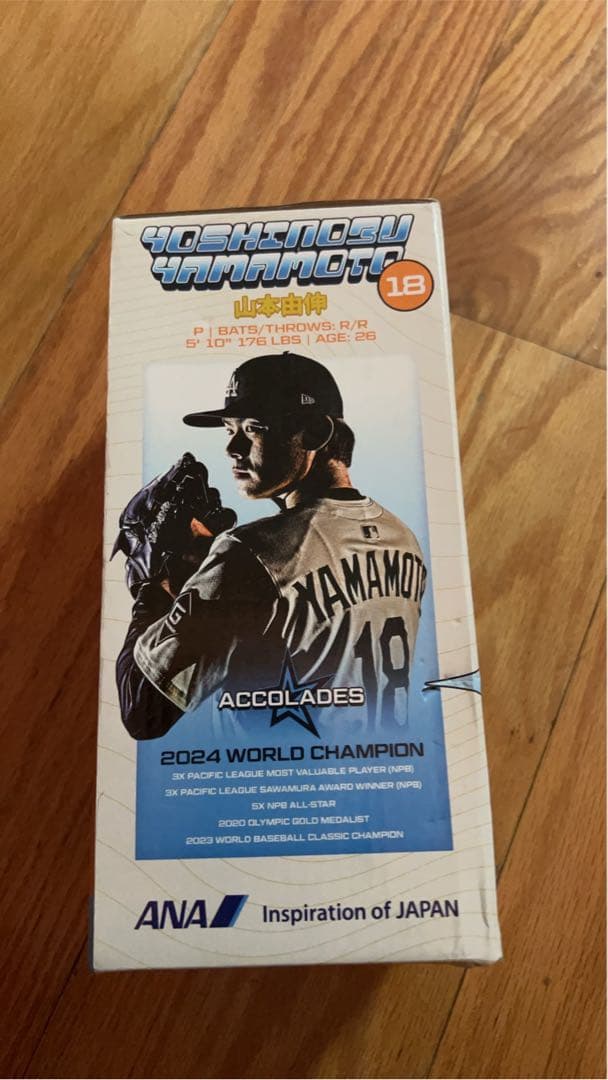 YOSHINOBU
YAMAMOTO
18
山本由伸
P | BATS/THROWS: R/R
5' 10" 176 LBS | AGE: 26
LA
YAMAMOTO
18
ACCOLADES
2024 WORLD CHAMPION
3X PACIFIC LEAGUE MOST VALUABLE PLAYER (NPB)
3X PACIFIC LEAGUE SAWAMURA AWARD WINNER (NPB)
5X NPB ALL-STAR
2020 OLYMPIC GOLD MEDALIST
2023 WORLD BASEBALL CLASSIC CHAMPION
ANA Inspiration of JAPAN